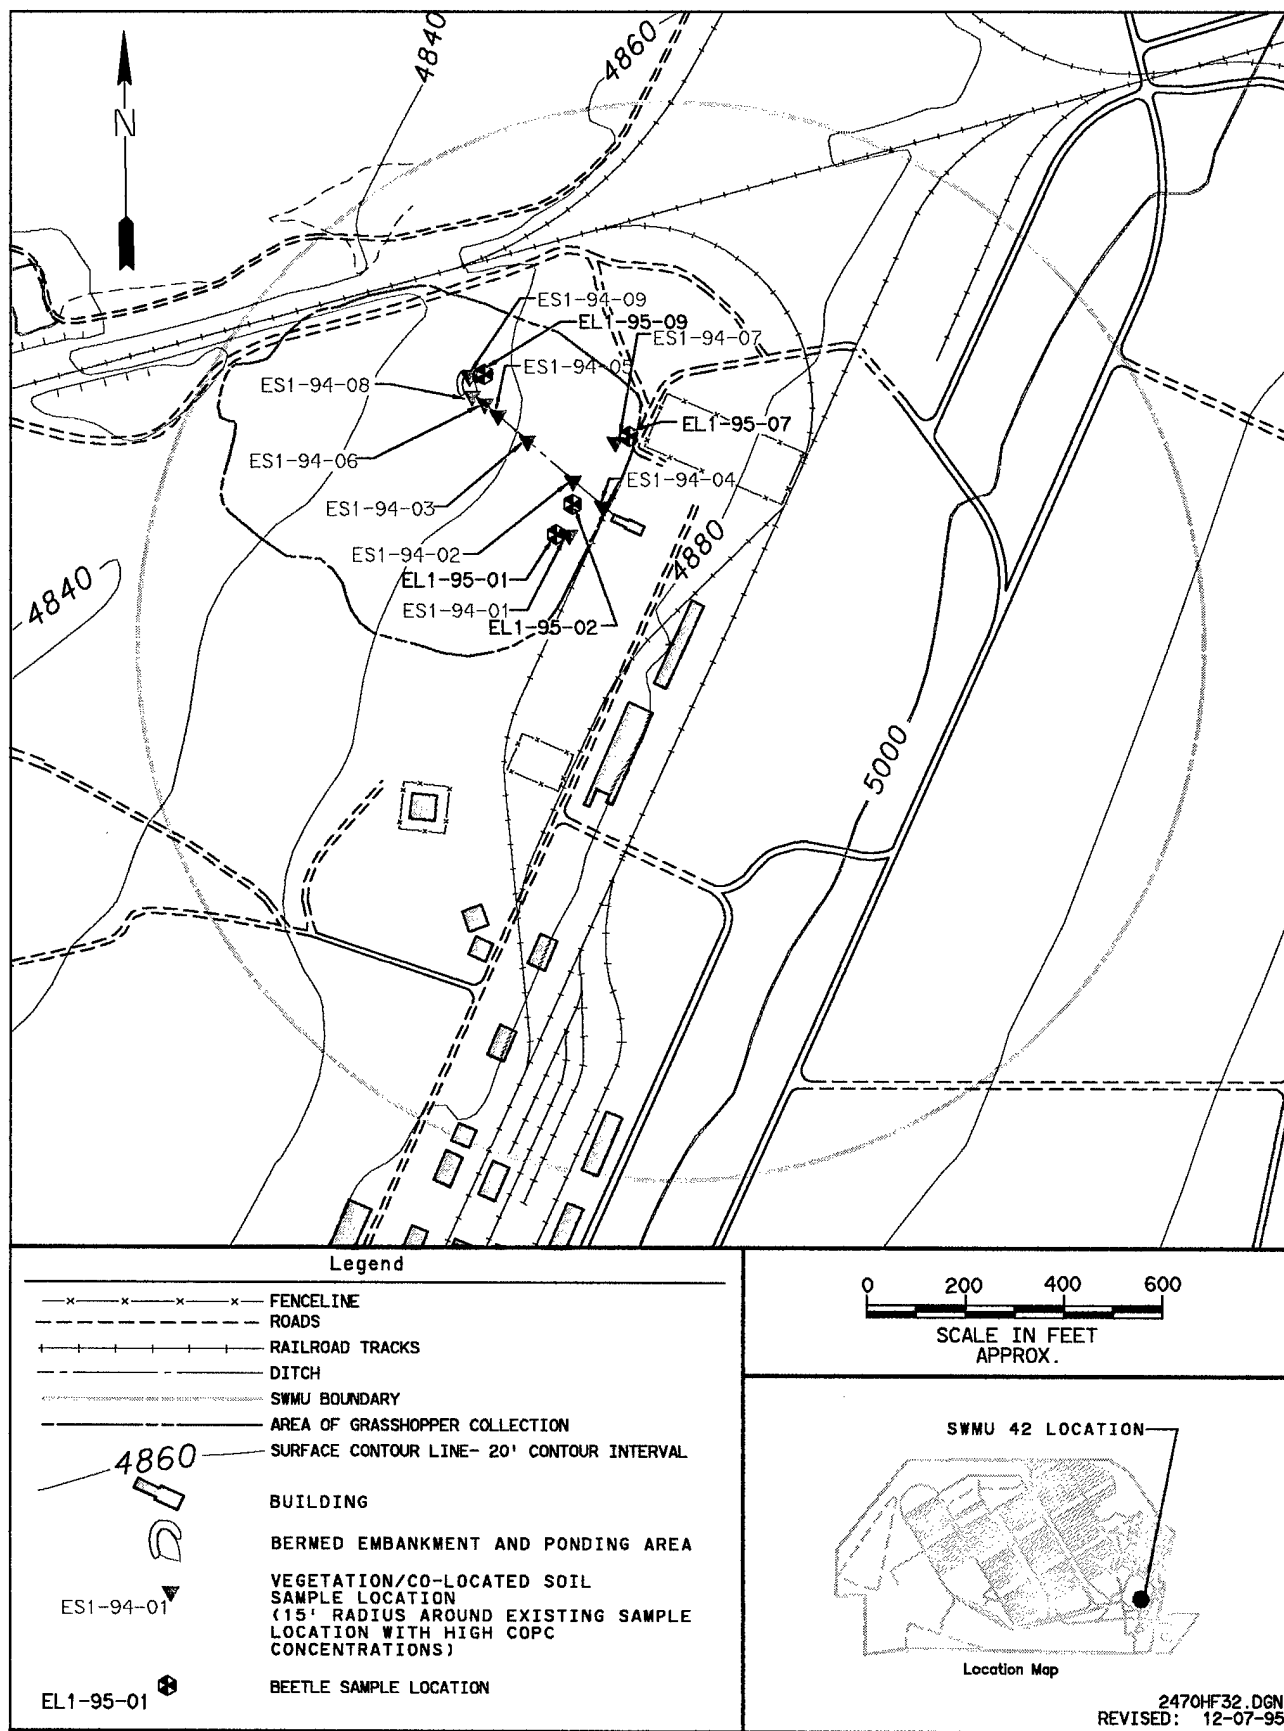 4840
4860
N
ES1-94-09
EL1-95-09
ES1-94-07
ES1-94-05
ES1-94-08
EL1-95-07
ES1-94-06
ES1-94-04
ES1-94-03
ES1-94-02
4880
EL1-95-01
4840
ES1-94-01
EL1-95-02
5000
Legend
FENCELINE
ROADS
RAILROAD TRACKS
DITCH
SWMU BOUNDARY
AREA OF GRASSHOPPER COLLECTION
4860
SURFACE CONTOUR LINE- 20' CONTOUR INTERVAL
BUILDING
BERMED EMBANKMENT AND PONDING AREA
ES1-94-01
VEGETATION/CO-LOCATED SOIL
SAMPLE LOCATION
(15' RADIUS AROUND EXISTING SAMPLE
LOCATION WITH HIGH COPC
CONCENTRATIONS)
EL1-95-01
BEETLE SAMPLE LOCATION
0 200 400 600
SCALE IN FEET
APPROX.
SWMU 42 LOCATION
Location Map
2470HF32.DGN
REVISED: 12-07-95